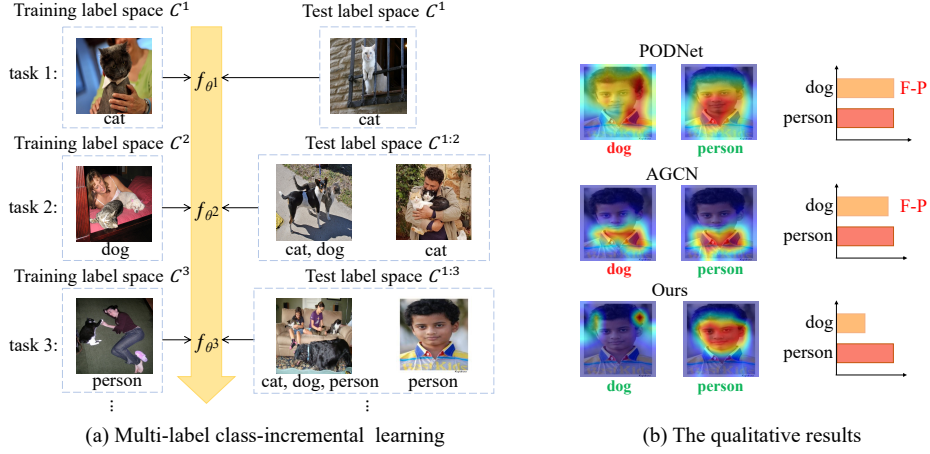 Training label space C¹
Test label space C¹
task 1:
f_θ¹
cat
cat
Training label space C²
Test label space C¹:²
task 2:
f_θ²
dog
cat, dog
cat
Training label space C³
Test label space C¹:³
task 3:
f_θ³
person
cat, dog, person
person
⋮
⋮
(a) Multi-label class-incremental learning
PODNet
dog
person
dog
F-P
person
AGCN
dog
person
dog
F-P
person
Ours
dog
person
dog
person
(b) The qualitative results